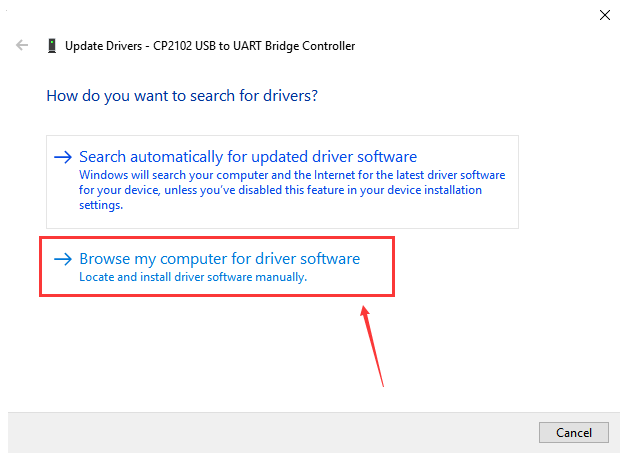 Update Drivers - CP2102 USB to UART Bridge Controller
How do you want to search for drivers?
Search automatically for updated driver software
Windows will search your computer and the Internet for the latest driver software
for your device, unless you've disabled this feature in your device installation
settings.
Browse my computer for driver software
Locate and install driver software manually.
Cancel